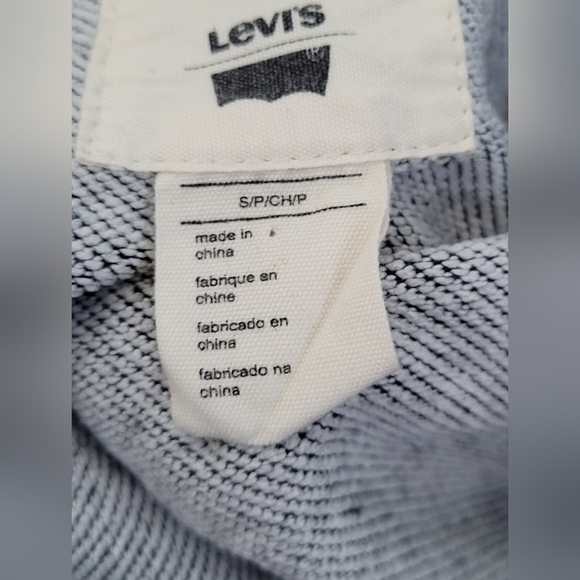 Levi's
S/P/CH/P
made in
china
fabrique en
chine
fabricado en
china
fabricado na
china